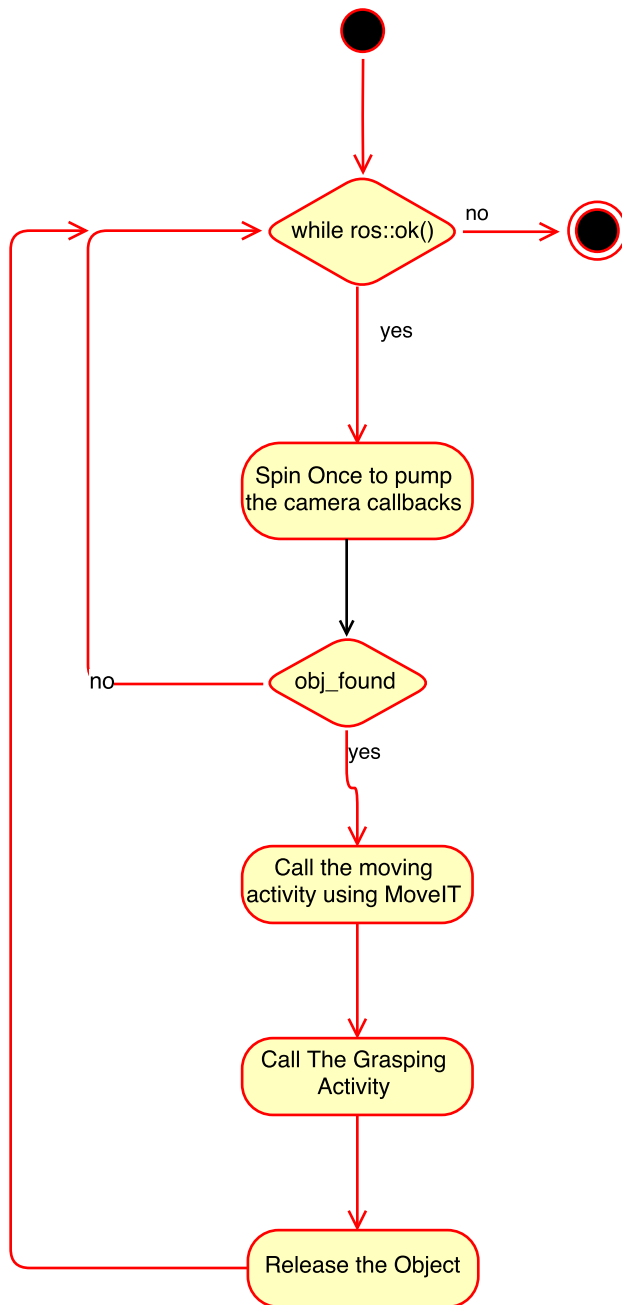 while ros::ok()
no
yes
Spin Once to pump
the camera callbacks
obj_found
no
yes
Call the moving
activity using MoveIT
Call The Grasping
Activity
Release the Object